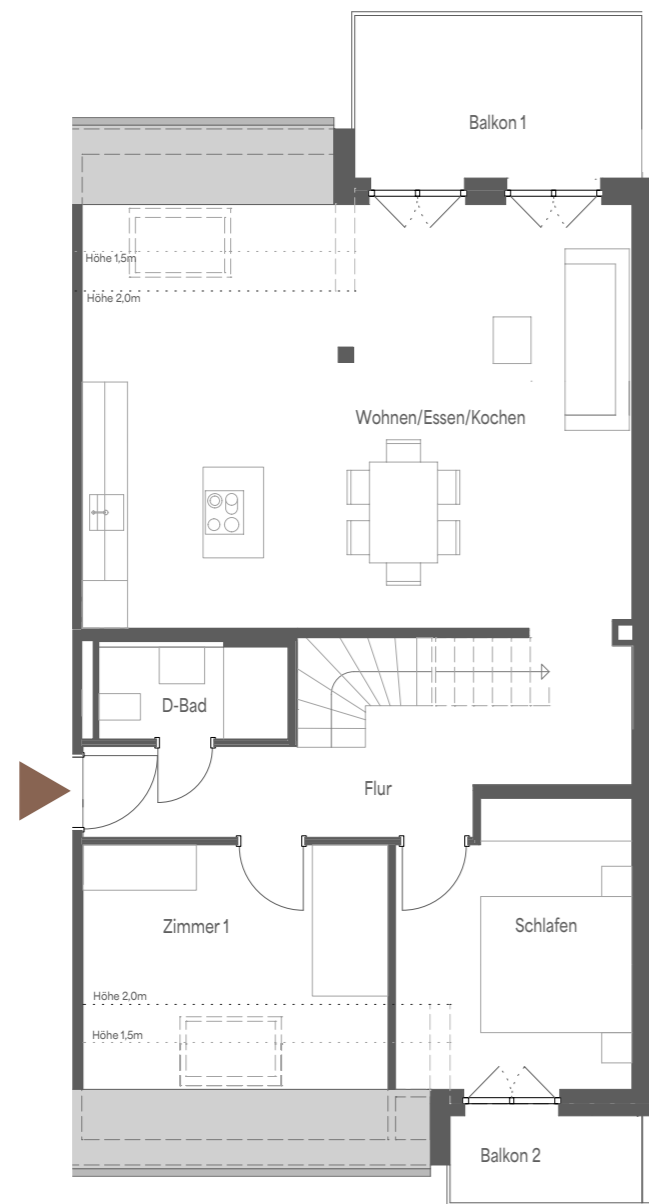 Balkon 1
Höhe 1,5m
Höhe 2,0m
Wohnen/Essen/Kochen
D-Bad
Flur
Zimmer 1
Schlafen
Höhe 2,0m
Höhe 1,5m
Balkon 2